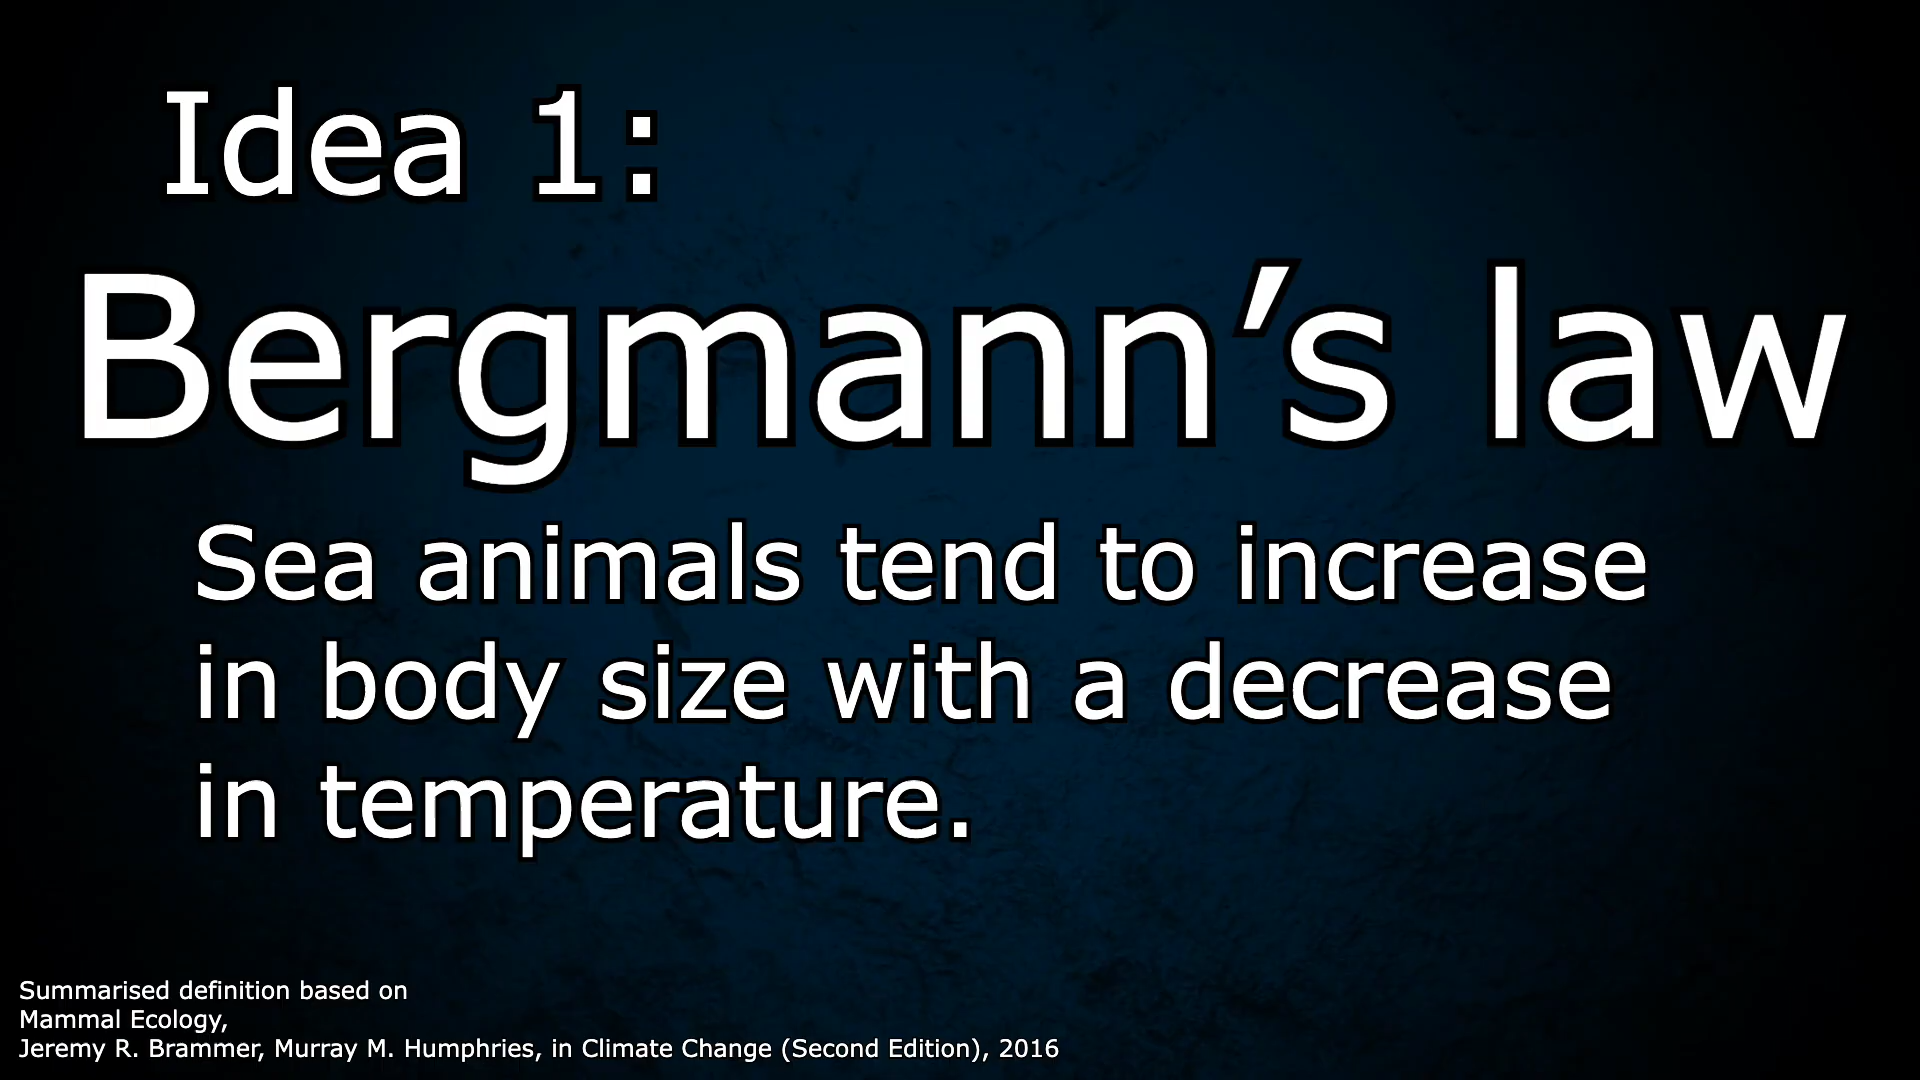 Idea 1:
Bergmann’s law
Sea animals tend to increase
in body size with a decrease
in temperature.
Summarised definition based on
Mammal Ecology,
Jeremy R. Brammer, Murray M. Humphries, in Climate Change (Second Edition), 2016